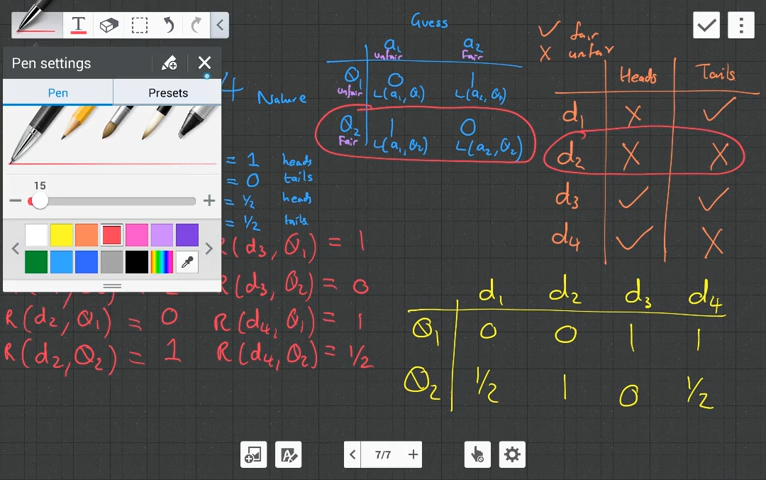 T
Pen settings
Pen Presets
15
Guess
a1 a2
unfair Fair
Θ1 0 1
unfair L(a1,Θ1)
Θ2 1 0
Fair L(a1,Θ2) L(a2,Θ2)
Nature
= 1 heads
= 0 tails
= ½ heads
= ½ tails
✓ fair
X unfair
Heads Tails
d1 X ✓
d2 X X
d3 ✓ ✓
d4 ✓ X
R(d3,Θ1) = 1
R(d3,Θ2) = 0
R(d2,Θ1) = 0 R(d4,Θ1) = 1
R(d2,Θ2) = 1 R(d4,Θ2) = ½
d1 d2 d3 d4
Θ1 0 0 1 1
Θ2 ½ 1 0 ½
< 7/7 +